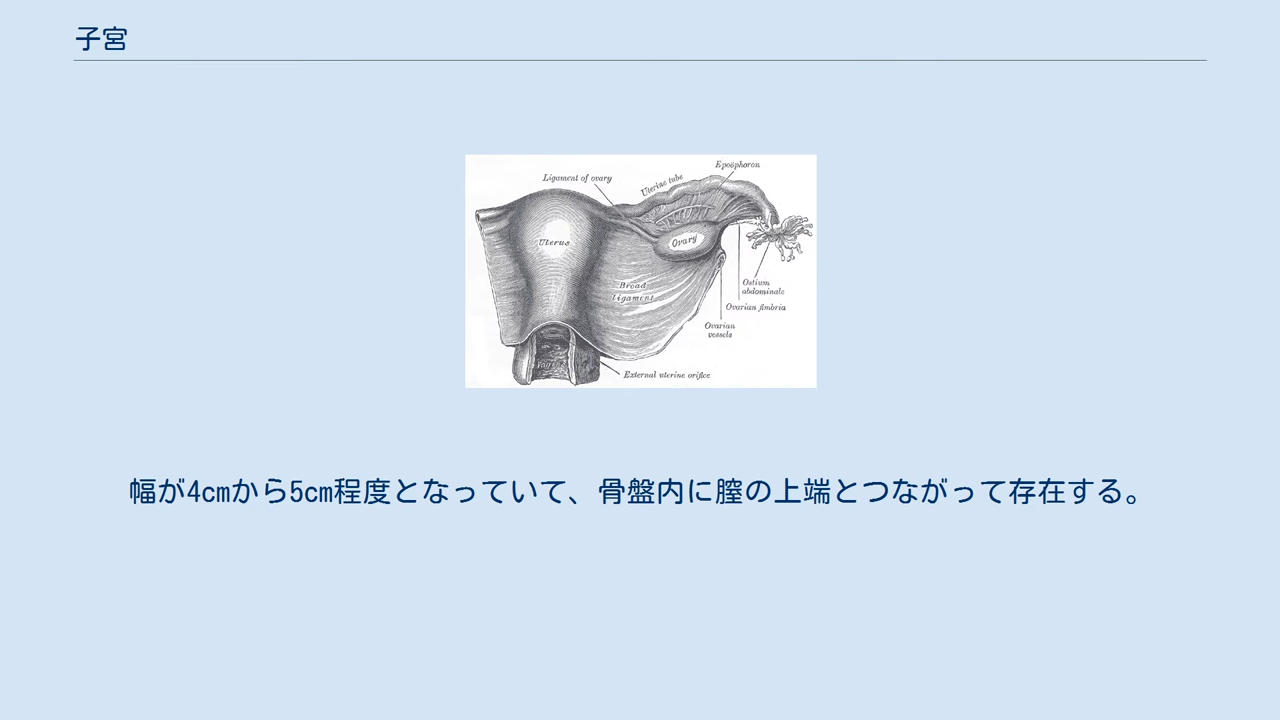 子宮
Epoöphoron
Ligament of ovary
Uterine tube
Uterus
Ovary
Broad
ligament
Ostium
abdominale
Ovarian fimbria
Ovarian
vessels
External uterine orifice
幅が4cmから5cm程度となっていて、骨盤内に膣の上端とつながって存在する。